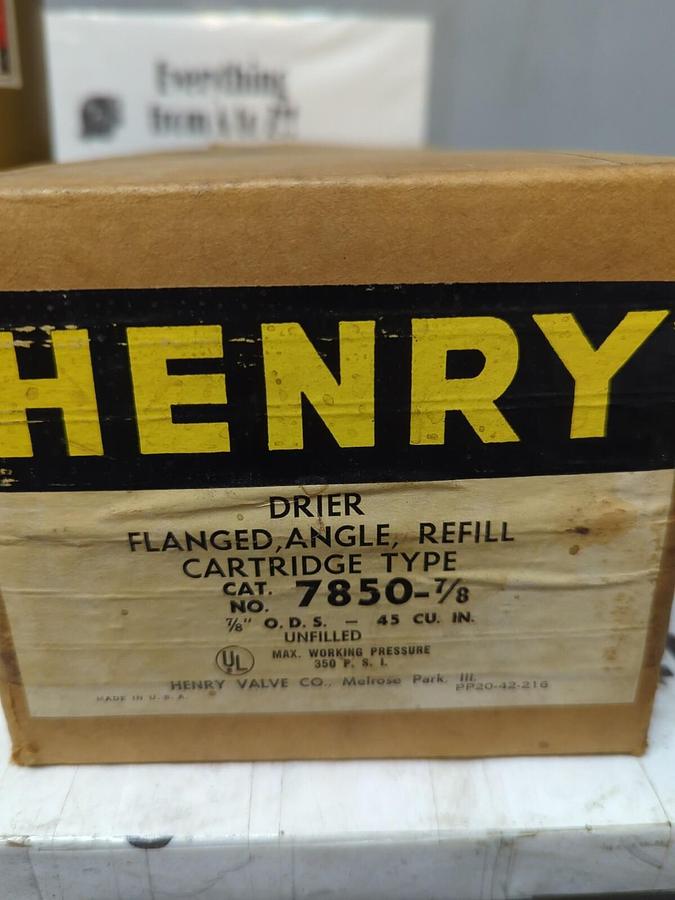 Everything
from A to Z!!
HENRY
DRIER
FLANGED, ANGLE, REFILL
CARTRIDGE TYPE
CAT. NO. 7850-7/8
7/8" O.D.S. – 45 CU. IN.
UNFILLED
UL MAX. WORKING PRESSURE
350 P. S. I.
HENRY VALVE CO., Melrose Park, Ill.
PP20-42-216
MADE IN U.S.A.